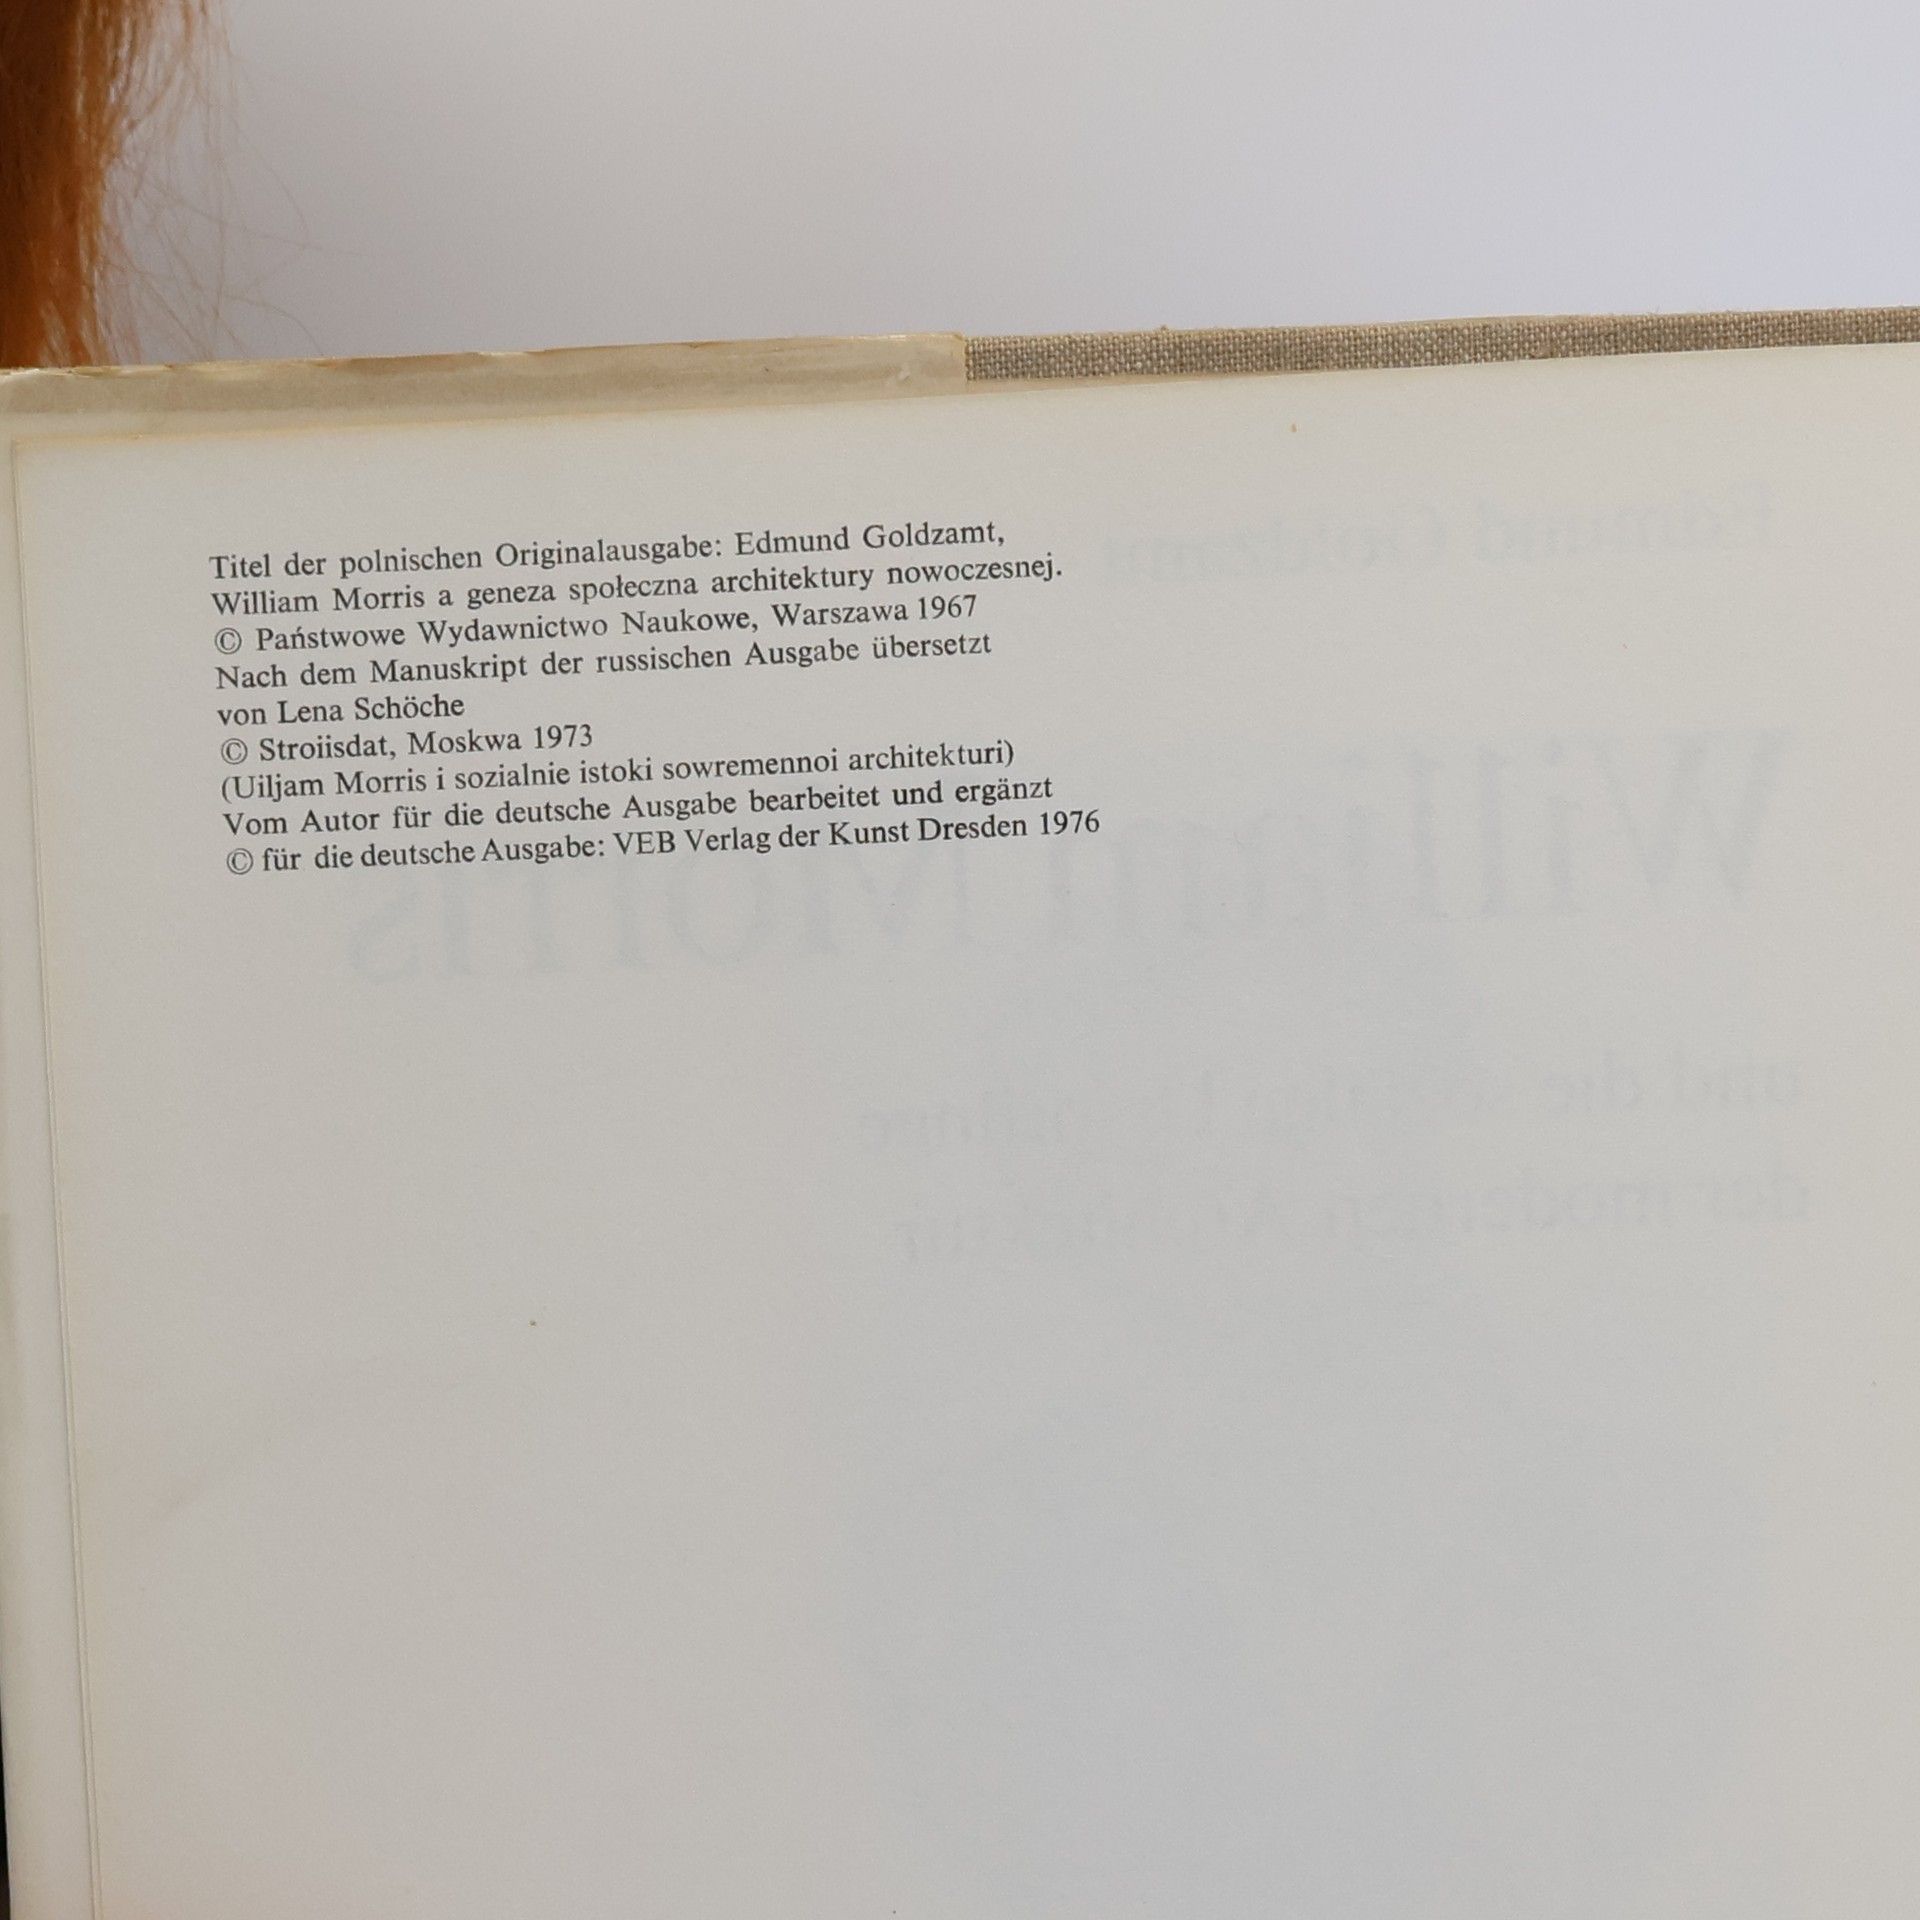 Titel der polnischen Originalausgabe: Edmund Goldzamt,
William Morris a geneza społeczna architektury nowoczesnej.
© Państwowe Wydawnictwo Naukowe, Warszawa 1967
Nach dem Manuskript der russischen Ausgabe übersetzt
von Lena Schöche
© Stroiisdat, Moskwa 1973
(Uiljam Morris i sozialnie istoki sowremennoi architekturi)
Vom Autor für die deutsche Ausgabe bearbeitet und ergänzt
© für die deutsche Ausgabe: VEB Verlag der Kunst Dresden 1976